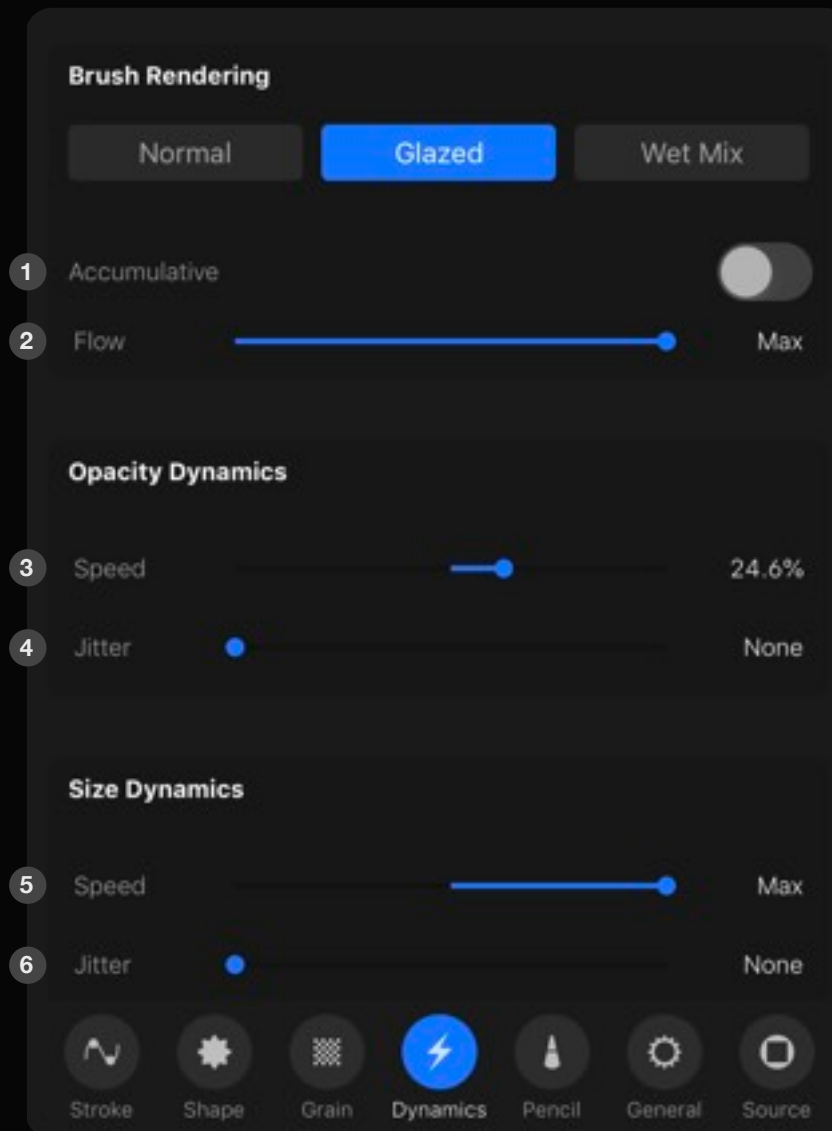 Brush Rendering
Normal Glazed Wet Mix
1 Accumulative
2 Flow Max
Opacity Dynamics
3 Speed 24.6%
4 Jitter None
Size Dynamics
5 Speed Max
6 Jitter None
Stroke Shape Grain Dynamics Pencil General Source